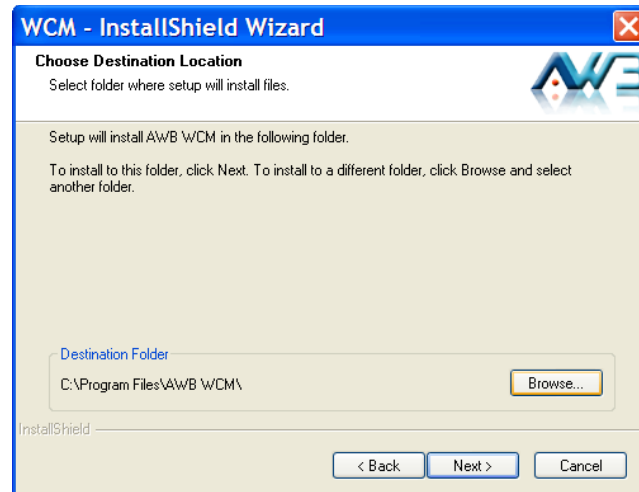 WCM - InstallShield Wizard
Choose Destination Location
Select folder where setup will install files.
AWB
Setup will install AWB WCM in the following folder.
To install to this folder, click Next. To install to a different folder, click Browse and select
another folder.
Destination Folder
C:\Program Files\AWB WCM\
Browse...
InstallShield
< Back
Next >
Cancel